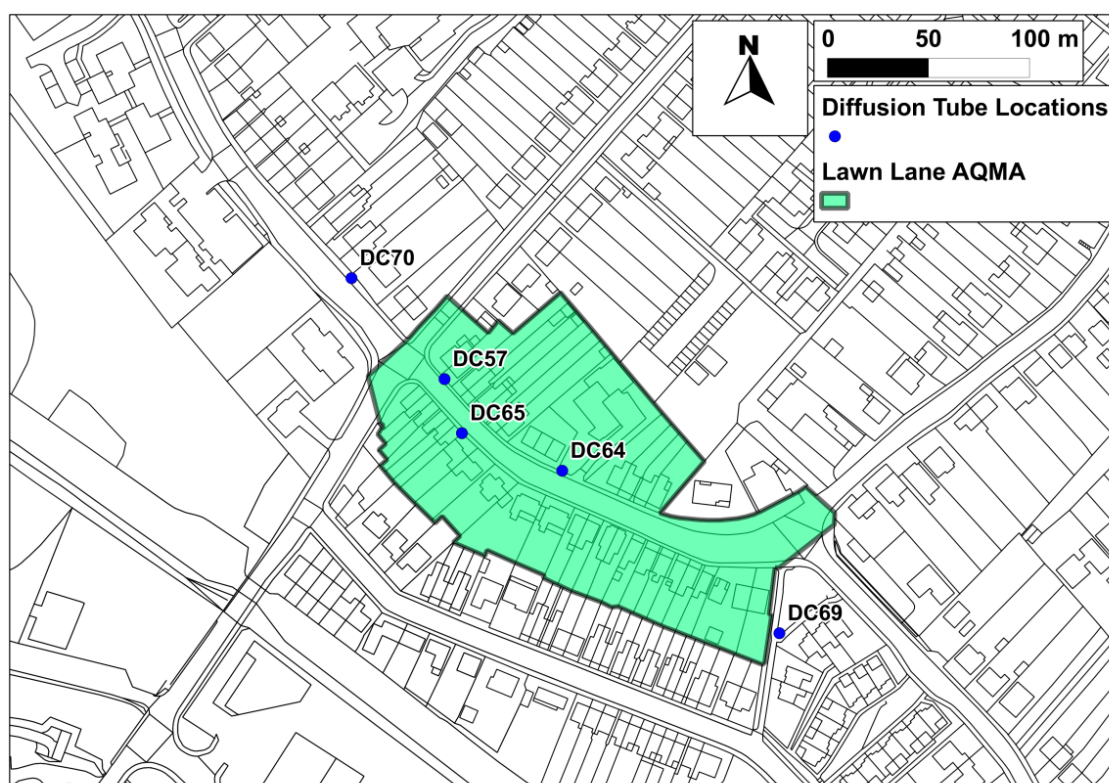 N
0 50 100 m
Diffusion Tube Locations
Lawn Lane AQMA
DC70
DC57
DC65
DC64
DC69